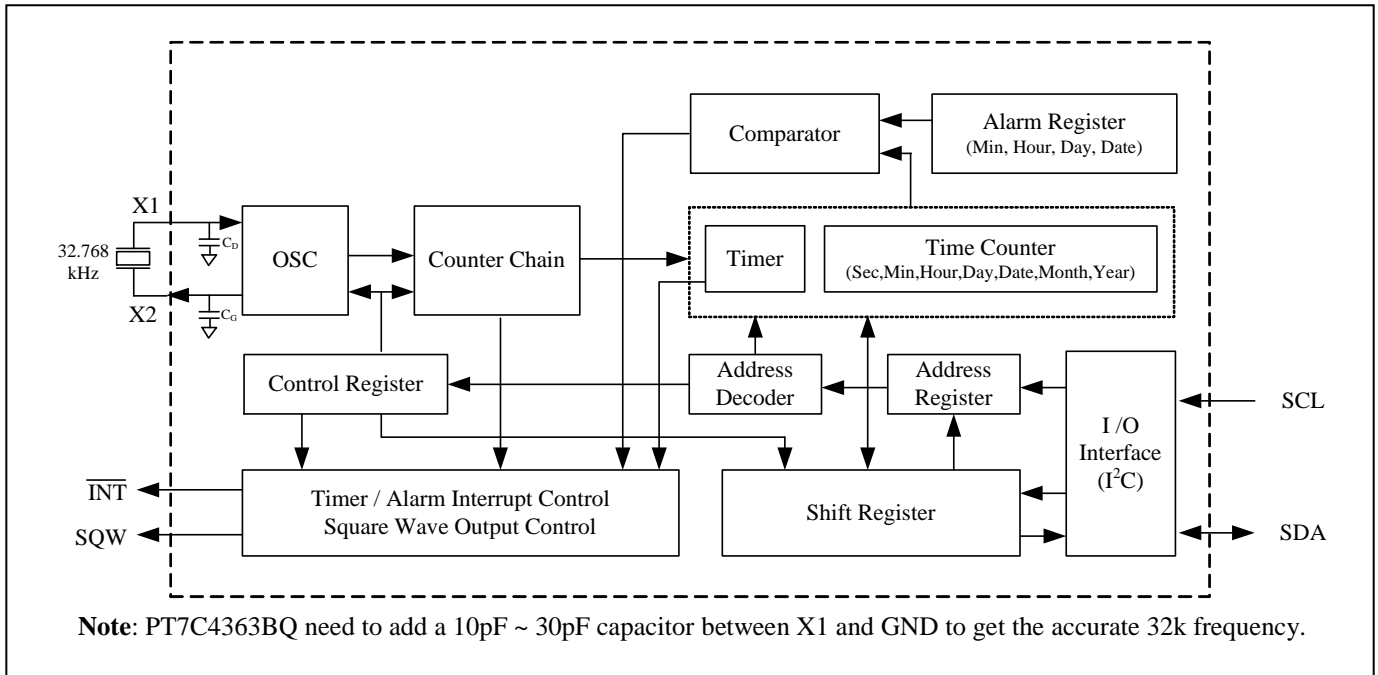 Comparator
Alarm Register
(Min, Hour, Day, Date)
X1
32.768
kHz
X2
C_D
C_G
OSC
Counter Chain
Timer
Time Counter
(Sec,Min,Hour,Day,Date,Month,Year)
Control Register
Address
Decoder
Address
Register
I /O
Interface
(I²C)
SCL
SDA
INT
SQW
Timer / Alarm Interrupt Control
Square Wave Output Control
Shift Register
Note: PT7C4363BQ need to add a 10pF ~ 30pF capacitor between X1 and GND to get the accurate 32k frequency.